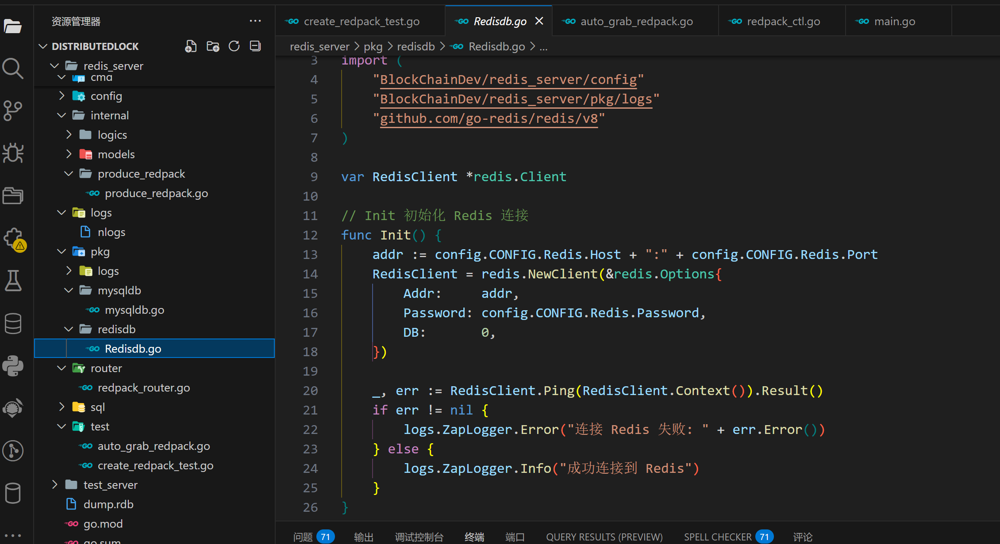 资源管理器
DISTRIBUTEDLOCK
redis_server
cmd
config
internal
logics
models
produce_redpack
produce_redpack.go
logs
nlogs
pkg
logs
mysqldb
mysqldb.go
redisdb
Redisdb.go
router
redpack_router.go
sql
test
auto_grab_redpack.go
create_redpack_test.go
test_server
dump.rdb
go.mod
go.sum
create_redpack_test.go
Redisdb.go
auto_grab_redpack.go
redpack_ctl.go
main.go
redis_server > pkg > redisdb > Redisdb.go > ...
3 import (
4 "BlockChainDev/redis_server/config"
5 "BlockChainDev/redis_server/pkg/logs"
6 "github.com/go-redis/redis/v8"
7 )
8
9 var RedisClient *redis.Client
10
11 // Init 初始化 Redis 连接
12 func Init() {
13 addr := config.CONFIG.Redis.Host + ":" + config.CONFIG.Redis.Port
14 RedisClient = redis.NewClient(&redis.Options{
15 Addr: addr,
16 Password: config.CONFIG.Redis.Password,
17 DB: 0,
18 })
19
20 _, err := RedisClient.Ping(RedisClient.Context()).Result()
21 if err != nil {
22 logs.ZapLogger.Error("连接 Redis 失败: " + err.Error())
23 } else {
24 logs.ZapLogger.Info("成功连接到 Redis")
25 }
26 }
问题 71 输出 调试控制台 终端 端口 QUERY RESULTS (PREVIEW) SPELL CHECKER 71 评论